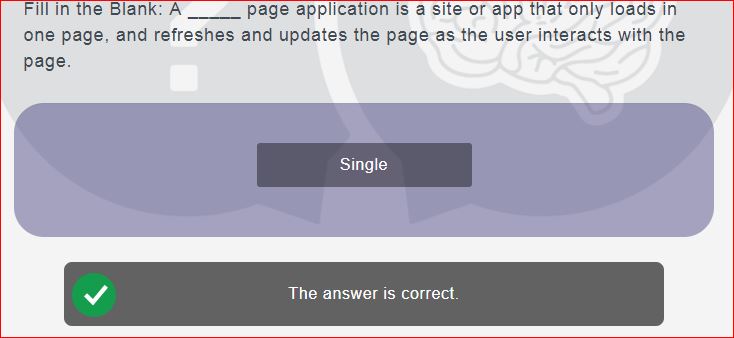 Fill in the Blank: A _____ page application is a site or app that only loads in
one page, and refreshes and updates the page as the user interacts with the
page.
Single
The answer is correct.